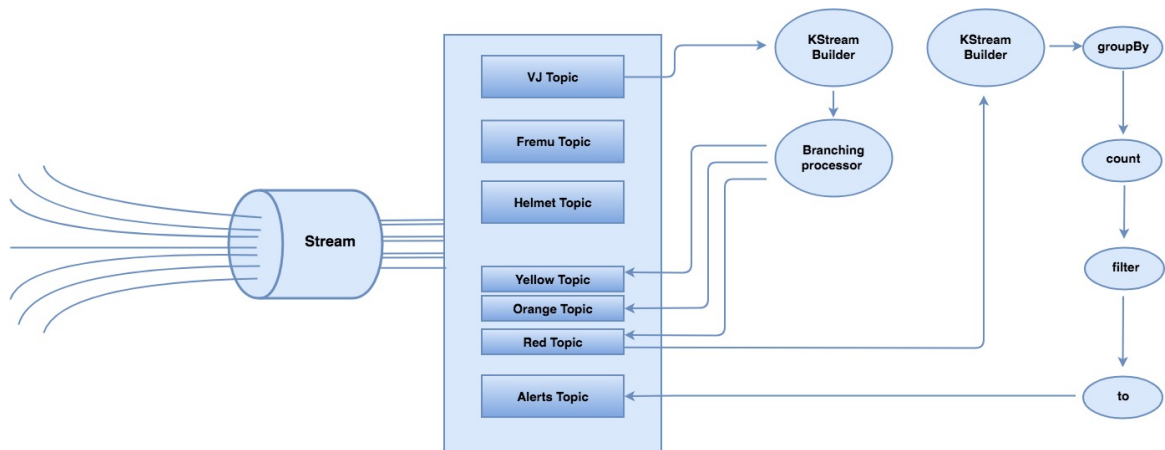 Stream
VJ Topic
Fremu Topic
Helmet Topic
Yellow Topic
Orange Topic
Red Topic
Alerts Topic
KStream
Builder
Branching
processor
KStream
Builder
groupBy
count
filter
to